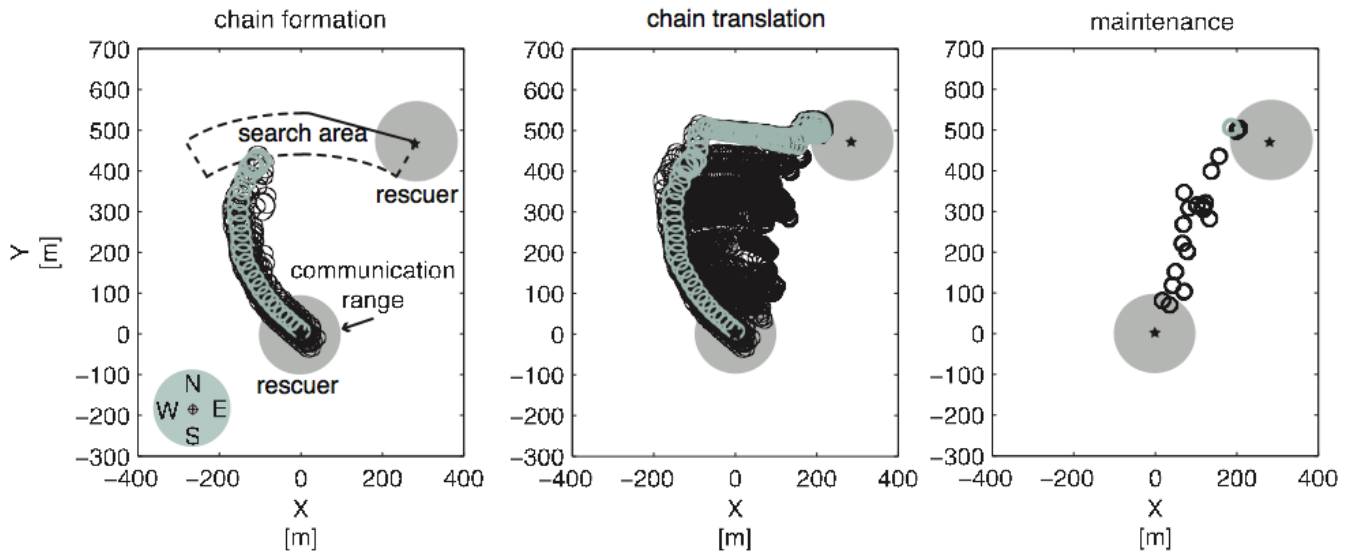 chain formation
700
600
500
400
300
200
100
0
−100
−200
−300
Y
[m]
search area
rescuer
communication
range
rescuer
N
W E
S
−400 −200 0 200 400
X
[m]
chain translation
700
600
500
400
300
200
100
0
−100
−200
−300
rescuer
−400 −200 0 200 400
X
[m]
maintenance
700
600
500
400
300
200
100
0
−100
−200
−300
−400 −200 0 200 400
X
[m]